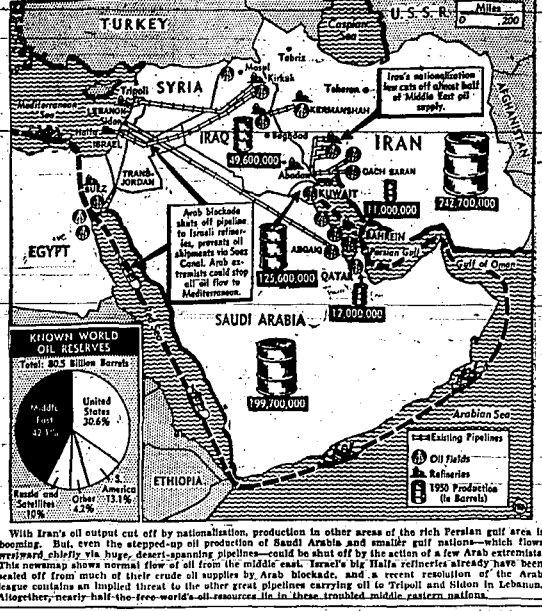 TURKEY
U. S. S. R.
Miles
0 200
Caspian
Sea
Tabriz
Mosel
Kirkuk
Teheran
SYRIA
Tripoli
Mediterranean
Sea
LEBANON
Sidon
Haifa
ISRAEL
KERMANSHAH
Iran's nationalization
law cuts off almost half
of Middle East oil
supply.
AFGHANISTAN
IRAQ
Baghdad
49,600,000
IRAN
TRANS-
JORDAN
Abadan
GACH SARAN
242,700,000
SUEZ
KUWAIT
11,000,000
Arab blockade
shuts off pipeline
to Israeli refiner-
ies, prevents oil
shipments via Suez
Canal. Arab ex-
tremists could stop
all oil flow to
Mediterranean.
BAHREIN
Persian Gulf
Gulf of Oman
EGYPT
ABQAIQ
125,600,000
QATAR
12,000,000
SAUDI ARABIA
KNOWN WORLD
OIL RESERVES
Total: 80.5 Billion Barrels
Middle
East
42.1%
United
States
30.6%
S.
America
13.1%
Other
4.2%
Russia and
Satellites
10%
199,700,000
Arabian Sea
Existing Pipelines
Oil Fields
Refineries
1950 Production
(in Barrels)
ETHIOPIA
With Iran's oil output cut off by nationalization, production in other areas of the rich Persian gulf area is
booming. But, even the stepped-up oil production of Saudi Arabia and smaller gulf nations—which flows
westward chiefly via huge, desert-spanning pipelines—could be shut off by the action of a few Arab extremists.
This newsmap shows normal flow of oil from the middle east. Israel's big Haifa refineries already have been
sealed off from much of their crude oil supplies by Arab blockade, and a recent resolution of the Arab
league contains an implied threat to the other great pipelines carrying oil to Tripoli and Sidon in Lebanon.
Altogether, nearly half the free world's oil resources lie in these troubled middle eastern nations.